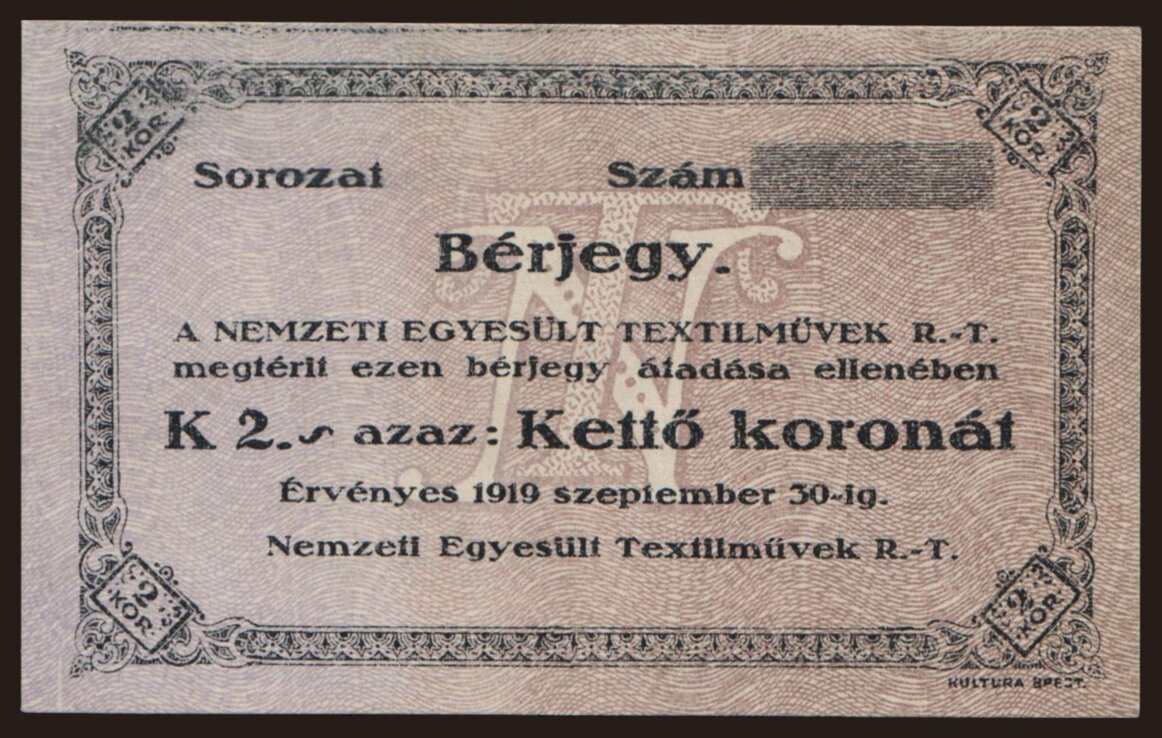 2 KOR.
2 KOR.
Sorozat Szám
Bérjegy.
A NEMZETI EGYESÜLT TEXTILMŰVEK R.-T.
megtérit ezen bérjegy átadása ellenében
K 2.- azaz: Kettő koronát
Érvényes 1919 szeptember 30-ig.
Nemzeti Egyesült Textilművek R.-T.
2 KOR.
2 KOR.
KULTURA BPEST.